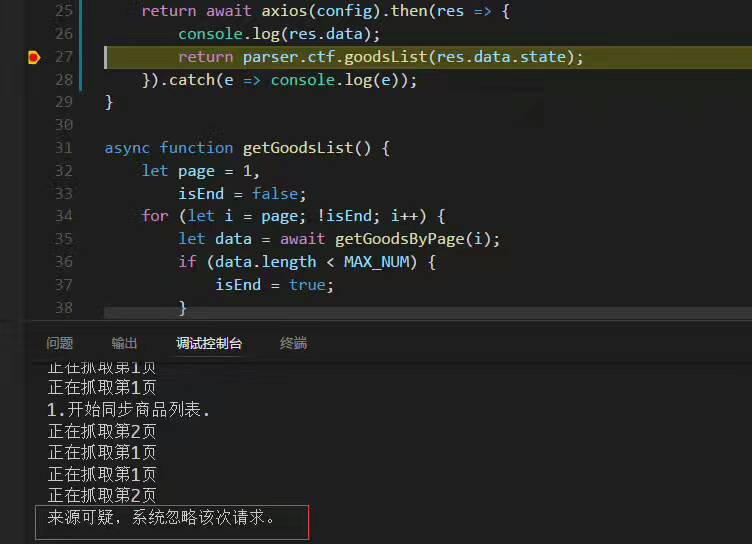 25 return await axios(config).then(res => {
26 console.log(res.data);
27 return parser.ctf.goodsList(res.data.state);
28 }).catch(e => console.log(e));
29 }
30
31 async function getGoodsList() {
32 let page = 1,
33 isEnd = false;
34 for (let i = page; !isEnd; i++) {
35 let data = await getGoodsByPage(i);
36 if (data.length < MAX_NUM) {
37 isEnd = true;
38 }
问题 输出 调试控制台 终端
正在抓取第1页
正在抓取第1页
1.开始同步商品列表.
正在抓取第2页
正在抓取第1页
正在抓取第1页
正在抓取第2页
来源可疑，系统忽略该次请求。